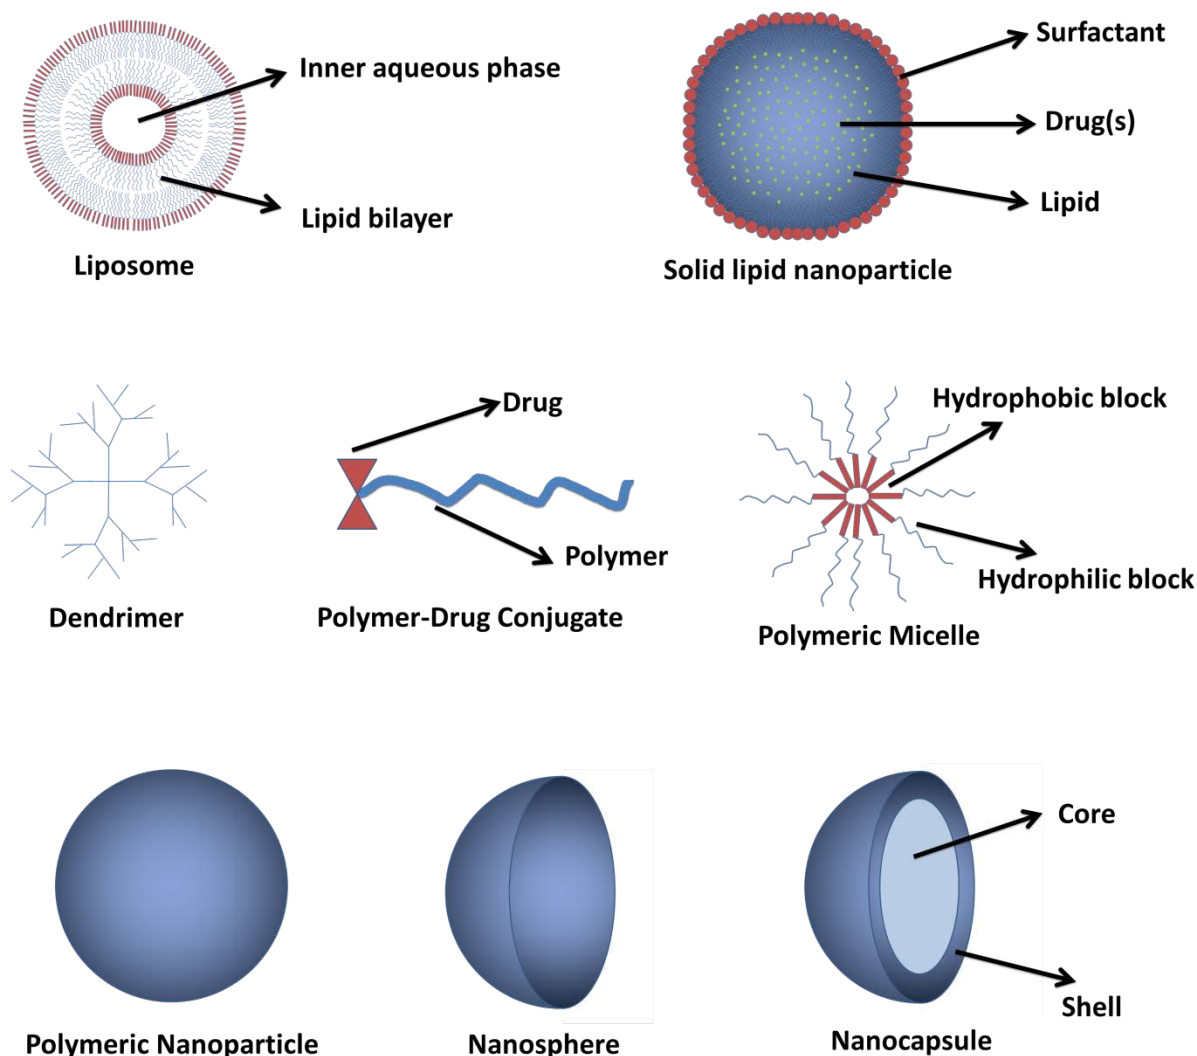 Inner aqueous phase
Lipid bilayer
Liposome
Surfactant
Drug(s)
Lipid
Solid lipid nanoparticle
Dendrimer
Drug
Polymer
Polymer-Drug Conjugate
Hydrophobic block
Hydrophilic block
Polymeric Micelle
Polymeric Nanoparticle
Nanosphere
Core
Shell
Nanocapsule